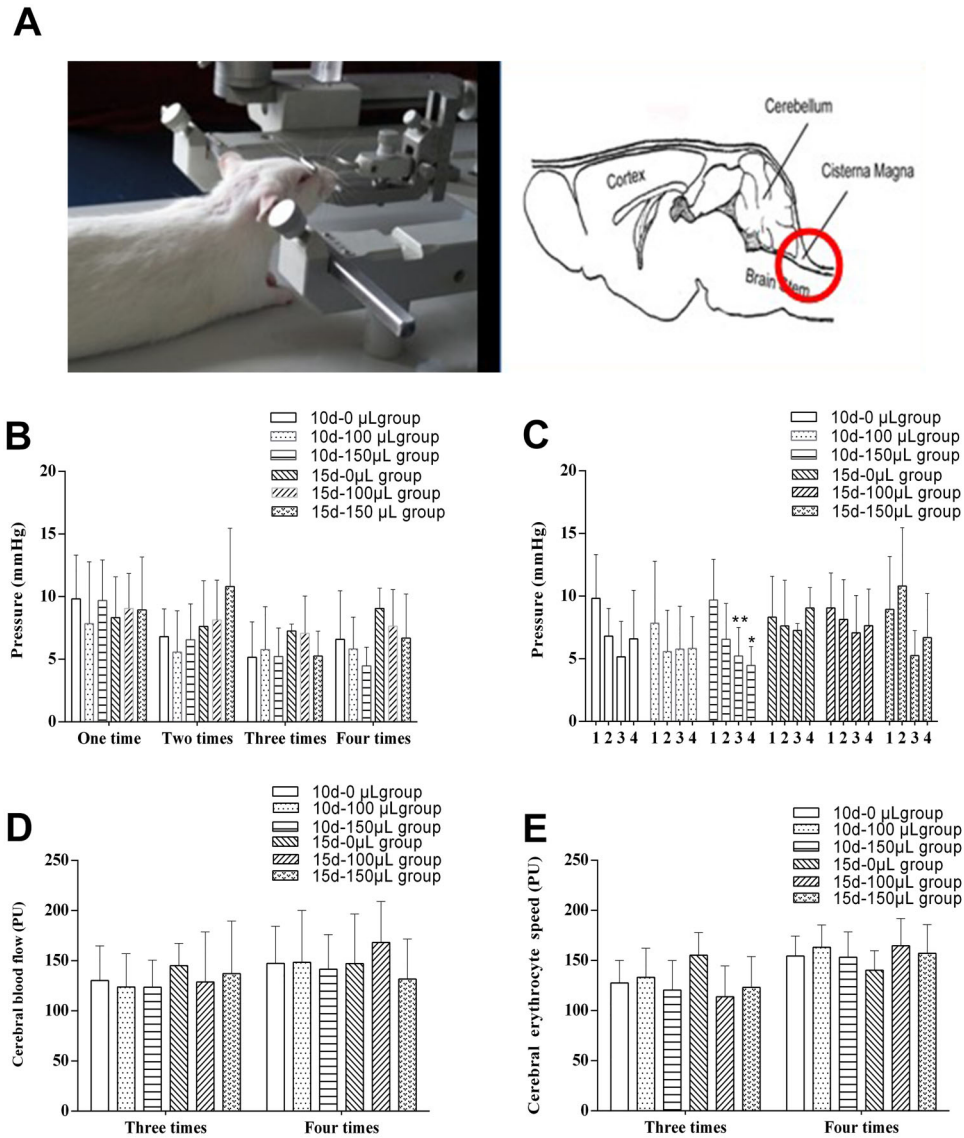 A
Cerebellum
Cisterna Magna
Cortex
Brain Stem
B
10d-0 µLgroup
10d-100 µLgroup
10d-150µL group
15d-0µL group
15d-100µL group
15d-150 µL group
Pressure (mmHg)
20
15
10
5
0
One time Two times Three times Four times
C
10d-0 µLgroup
10d-100 µLgroup
10d-150µL group
15d-0µL group
15d-100µL group
15d-150µL group
Pressure (mmHg)
20
15
10
5
0
**
*
1 2 3 4 1 2 3 4 1 2 3 4 1 2 3 4 1 2 3 4 1 2 3 4
D
10d-0 µLgroup
10d-100 µLgroup
10d-150µL group
15d-0µL group
15d-100µL group
15d-150µL group
Cerebral blood flow (PU)
250
200
150
100
50
0
Three times Four times
E
10d-0 µLgroup
10d-100 µLgroup
10d-150µL group
15d-0µL group
15d-100µL group
15d-150µL group
Cerebral erythrocyte speed (PU)
250
200
150
100
50
0
Three times Four times